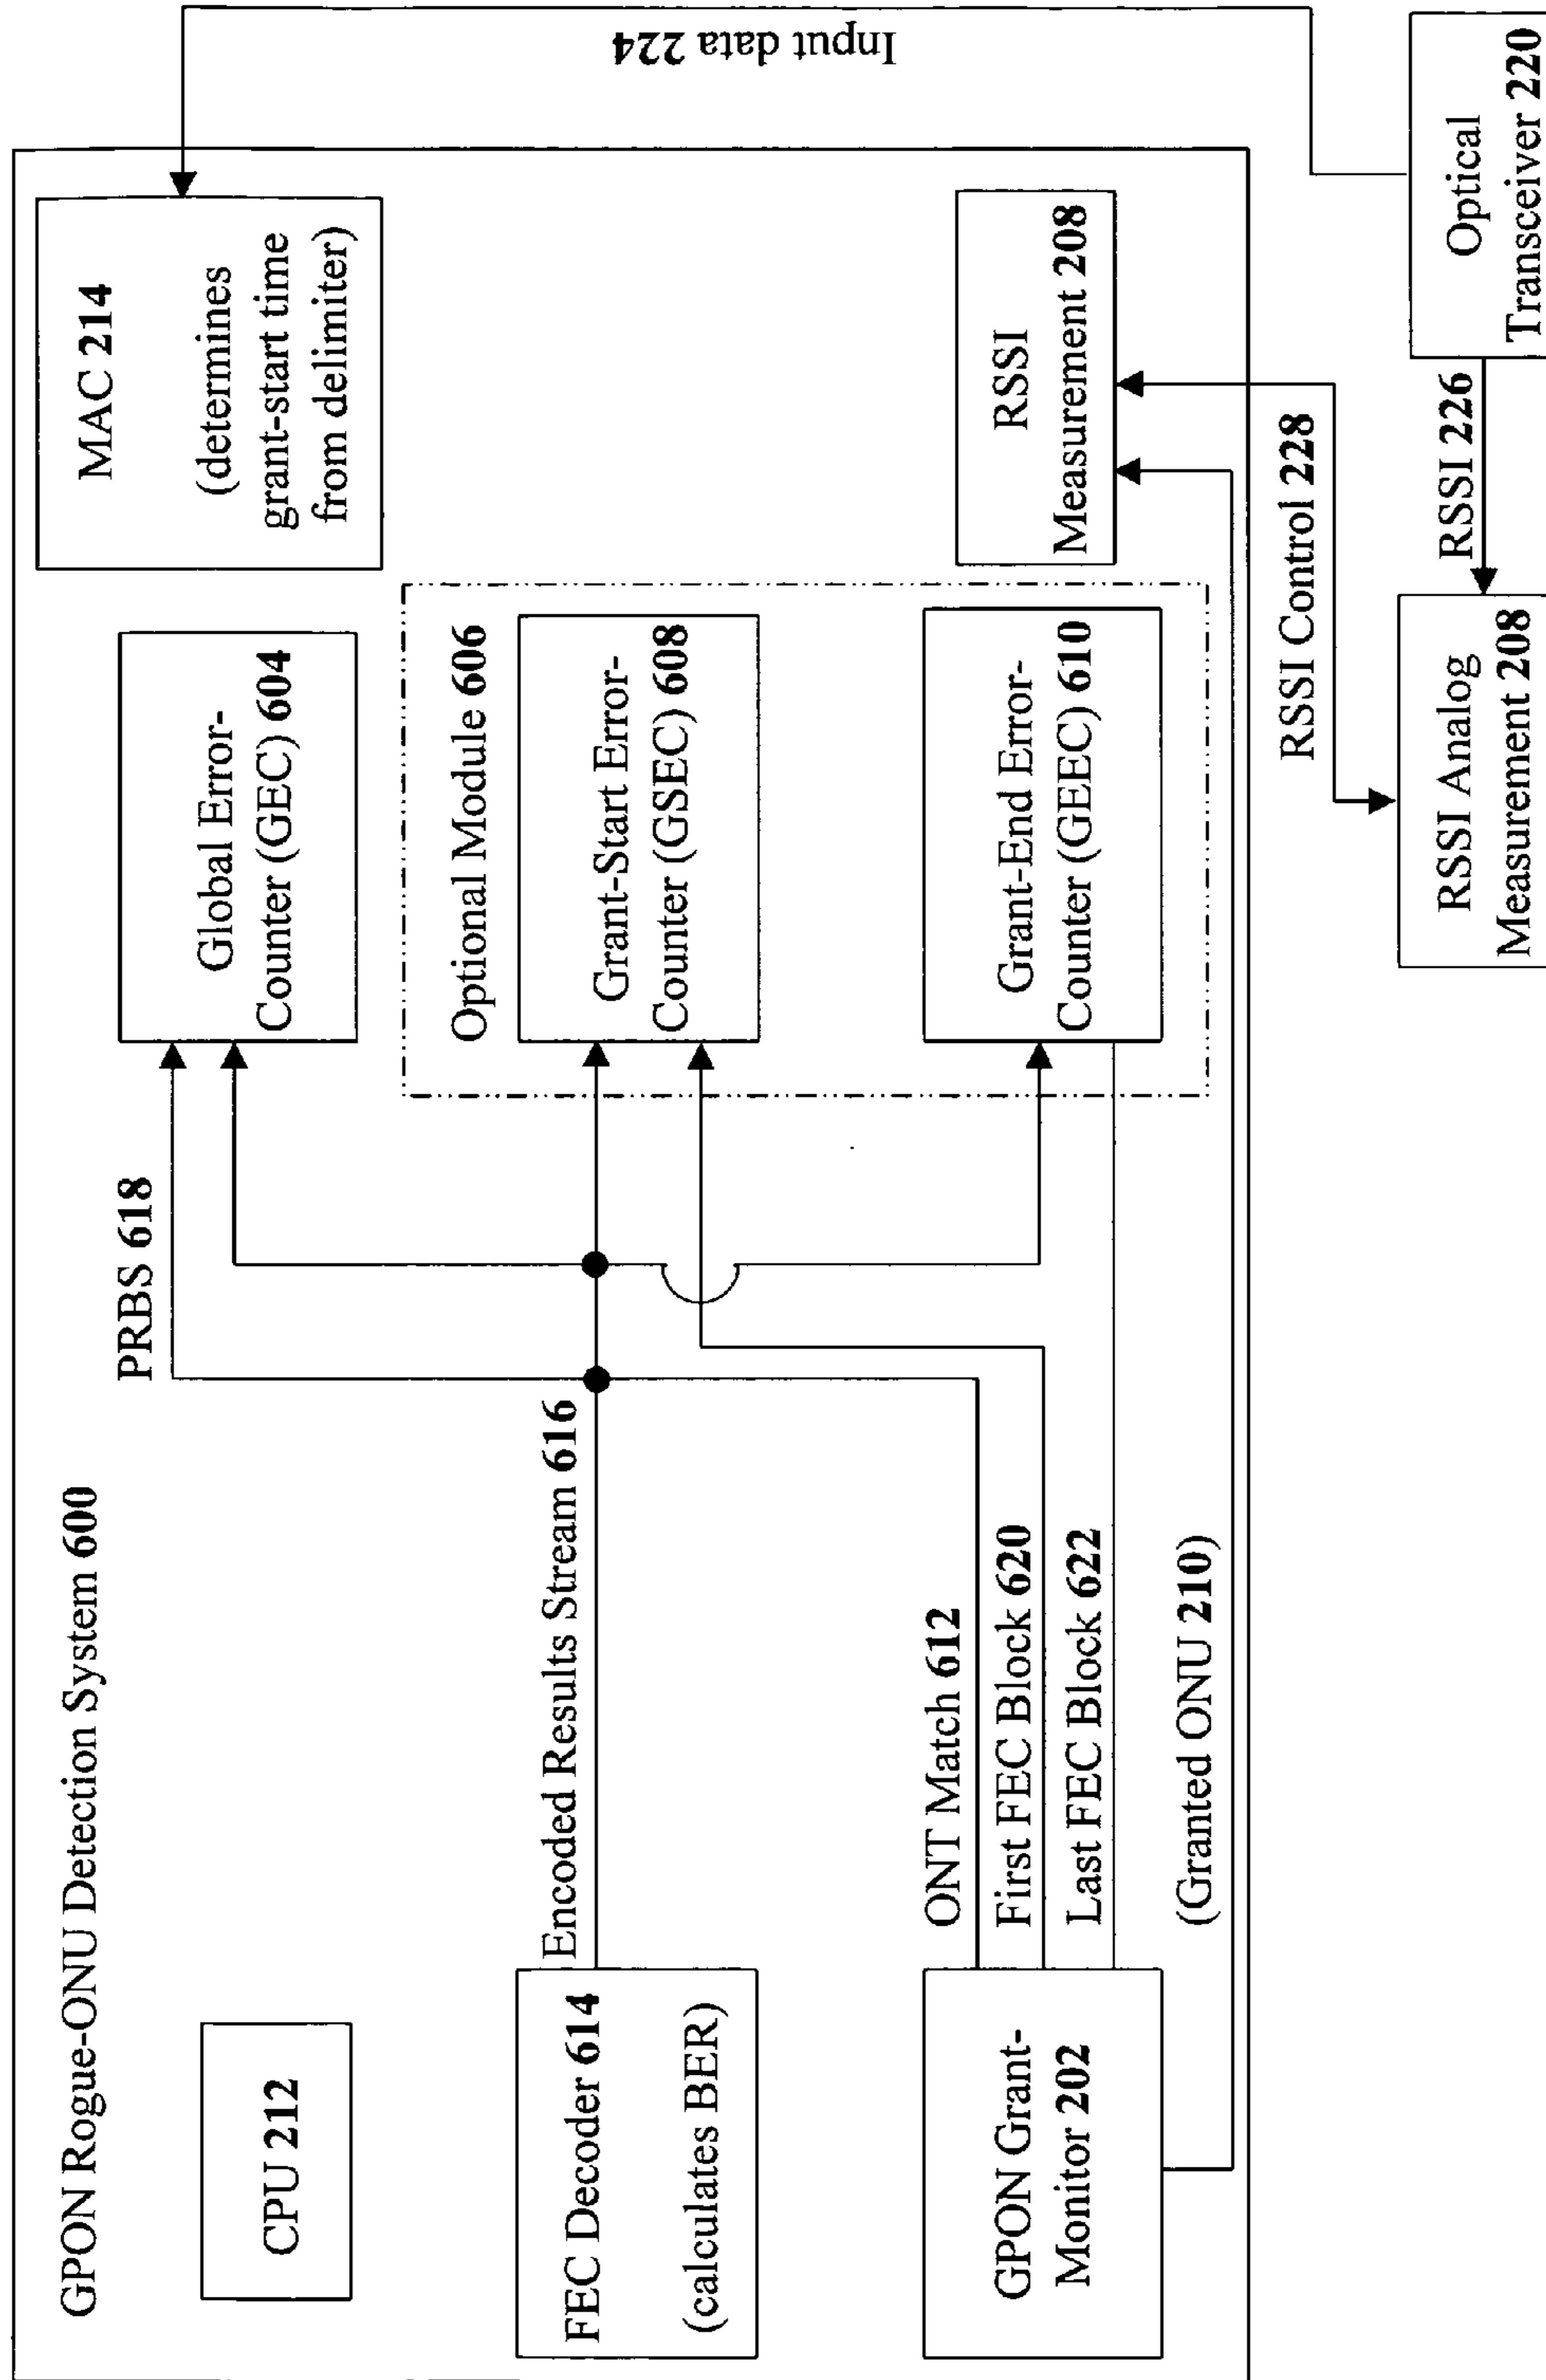 GPON Rogue-ONU Detection System 600
CPU 212
FEC Decoder 614
(calculates BER)
GPON Grant-
Monitor 202
Encoded Results Stream 616
PRBS 618
ONT Match 612
First FEC Block 620
Last FEC Block 622
(Granted ONU 210)
Global Error-
Counter (GEC) 604
Optional Module 606
Grant-Start Error-
Counter (GSEC) 608
Grant-End Error-
Counter (GEEC) 610
MAC 214
(determines
grant-start time
from delimiter)
RSSI
Measurement 208
Input data 224
RSSI Control 228
RSSI 226
RSSI Analog
Measurement 208
Optical
Transceiver 220